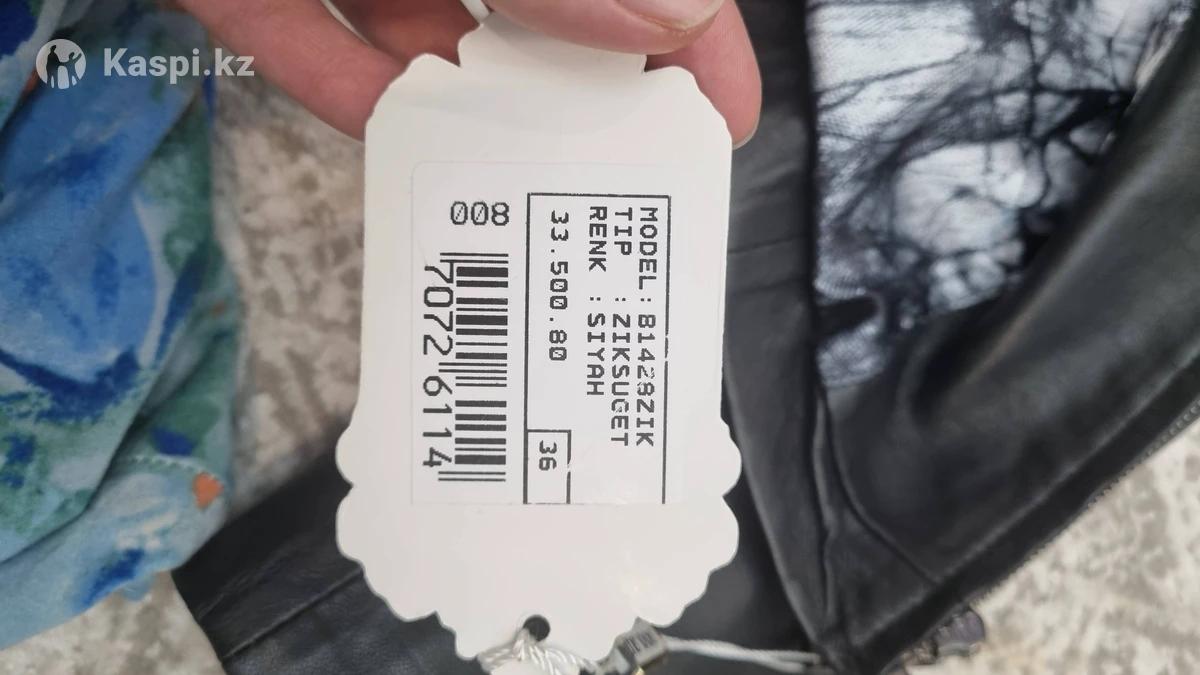 Kaspi.kz
MODEL : B1428ZIK
TIP : ZIKSUGET
RENK : SIYAH
33.500.80
36
008
70726114